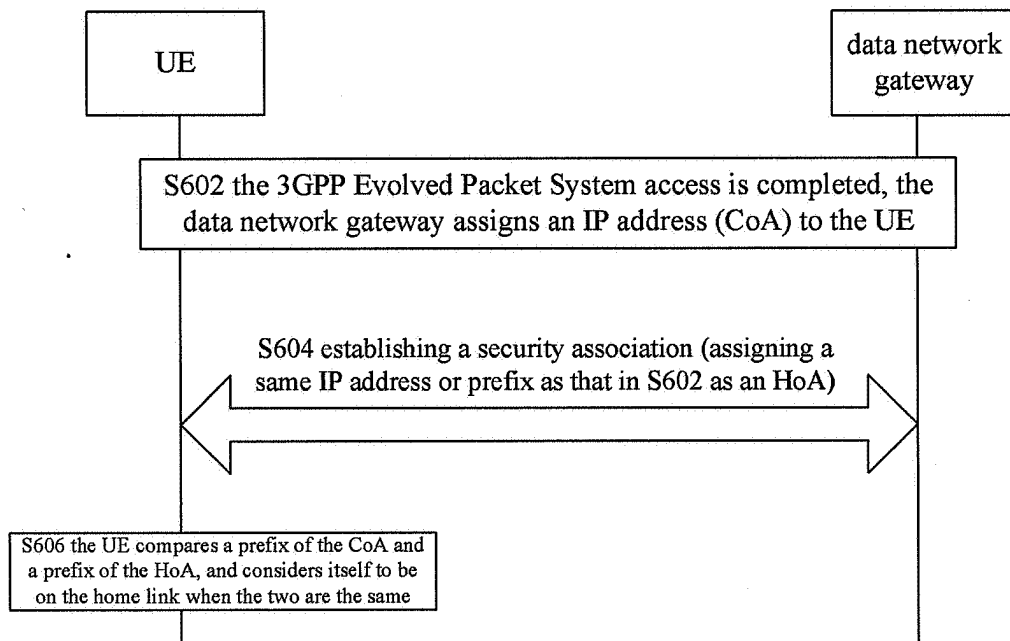 UE
data network
gateway
S602 the 3GPP Evolved Packet System access is completed, the
data network gateway assigns an IP address (CoA) to the UE
S604 establishing a security association (assigning a
same IP address or prefix as that in S602 as an HoA)
S606 the UE compares a prefix of the CoA and
a prefix of the HoA, and considers itself to be
on the home link when the two are the same